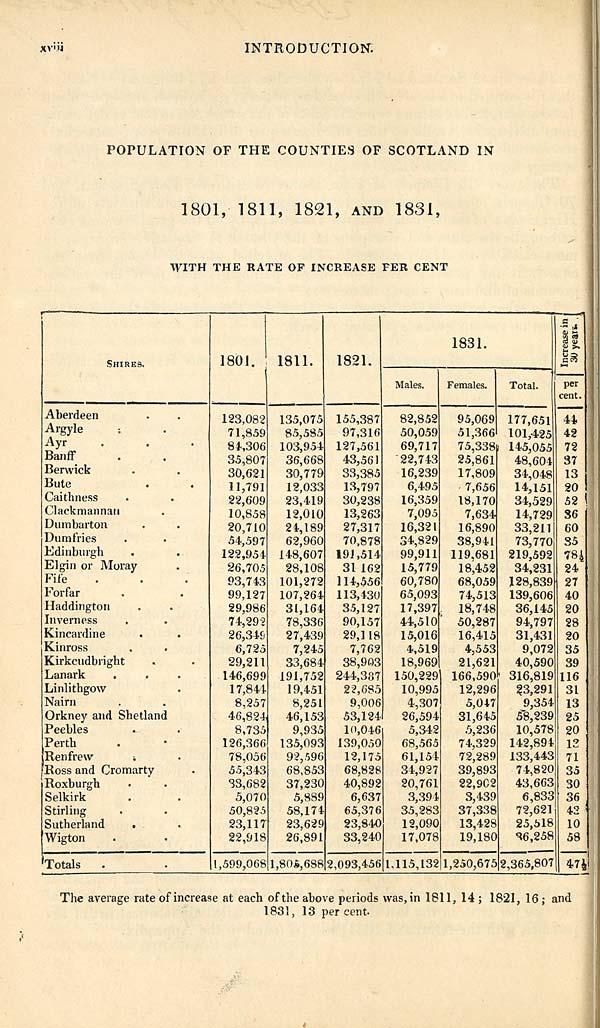 xviij INTRODUCTION.
POPULATION OF THE COUNTIES OF SCOTLAND IN
1801, 1811, 1821, AND 1831,
WITH THE RATE OF INCREASE PER CENT
SHIRES. 1801. 1811. 1821. 1831. Increase in 30 years.
Males. Females. Total. per cent.
Aberdeen 123,082 135,075 155,387 82,852 95,069 177,651 44
Argyle 71,859 85,585 97,316 50,059 51,366 101,425 42
Ayr 84,306 103,954 127,561 69,717 75,338 145,055 72
Banff 35,807 36,668 43,561 22,743 25,861 48,604 37
Berwick 30,621 30,779 33,385 16,239 17,809 34,048 13
Bute 11,791 12,033 13,797 6,495 7,656 14,151 20
Caithness 22,609 23,419 30,238 16,359 18,170 34,529 52
Clackmannan 10,858 12,010 13,263 7,095 7,634 14,729 36
Dumbarton 20,710 24,189 27,317 16,321 16,890 33,211 60
Dumfries 54,597 62,960 70,878 34,829 38,941 73,770 35
Edinburgh 122,954 148,607 191,514 99,911 119,681 219,592 78½
Elgin or Moray 26,705 28,108 31 162 15,779 18,452 34,231 24
Fife 93,743 101,272 114,556 60,780 68,059 128,839 27
Forfar 99,127 107,264 113,430 65,093 74,513 139,606 40
Haddington 29,986 31,164 35,127 17,397 18,748 36,145 20
Inverness 74,292 78,336 90,157 44,510 50,287 94,797 28
Kincardine 26,349 27,439 29,118 15,016 16,415 31,431 20
Kinross 6,725 7,245 7,762 4,519 4,553 9,072 35
Kirkcudbright 29,211 33,684 38,903 18,969 21,621 40,590 39
Lanark 146,699 191,752 244,387 150,229 166,590 316,819 116
Linlithgow 17,844 19,451 22,685 10,995 12,296 23,291 31
Nairn 8,257 8,251 9,006 4,307 5,047 9,354 13
Orkney and Shetland 46,824 46,153 53,124 26,594 31,645 58,239 25
Peebles 8,735 9,935 10,046 5,342 5,236 10,578 20
Perth 126,366 135,093 139,050 68,565 74,329 142,894 13
Renfrew 78,056 92,596 12,175 61,154 72,289 133,443 71
Ross and Cromarty 55,343 68,853 68,828 34,927 39,893 74,820 35
Roxburgh 33,682 37,230 40,892 20,761 22,902 43,663 30
Selkirk 5,070 5,889 6,637 3,394 3,439 6,833 36
Stirling 50,825 58,174 65,376 35,283 37,338 72,621 43
Sutherland 23,117 23,629 23,840 12,090 13,428 25,518 10
Wigton 22,918 26,891 33,240 17,078 19,180 36,258 58
Totals 1,599,068 1,805,688 2,093,456 1,115,132 1,250,675 2,365,807 47½
The average rate of increase at each of the above periods was, in 1811, 14; 1821, 16; and
1831, 13 per cent.